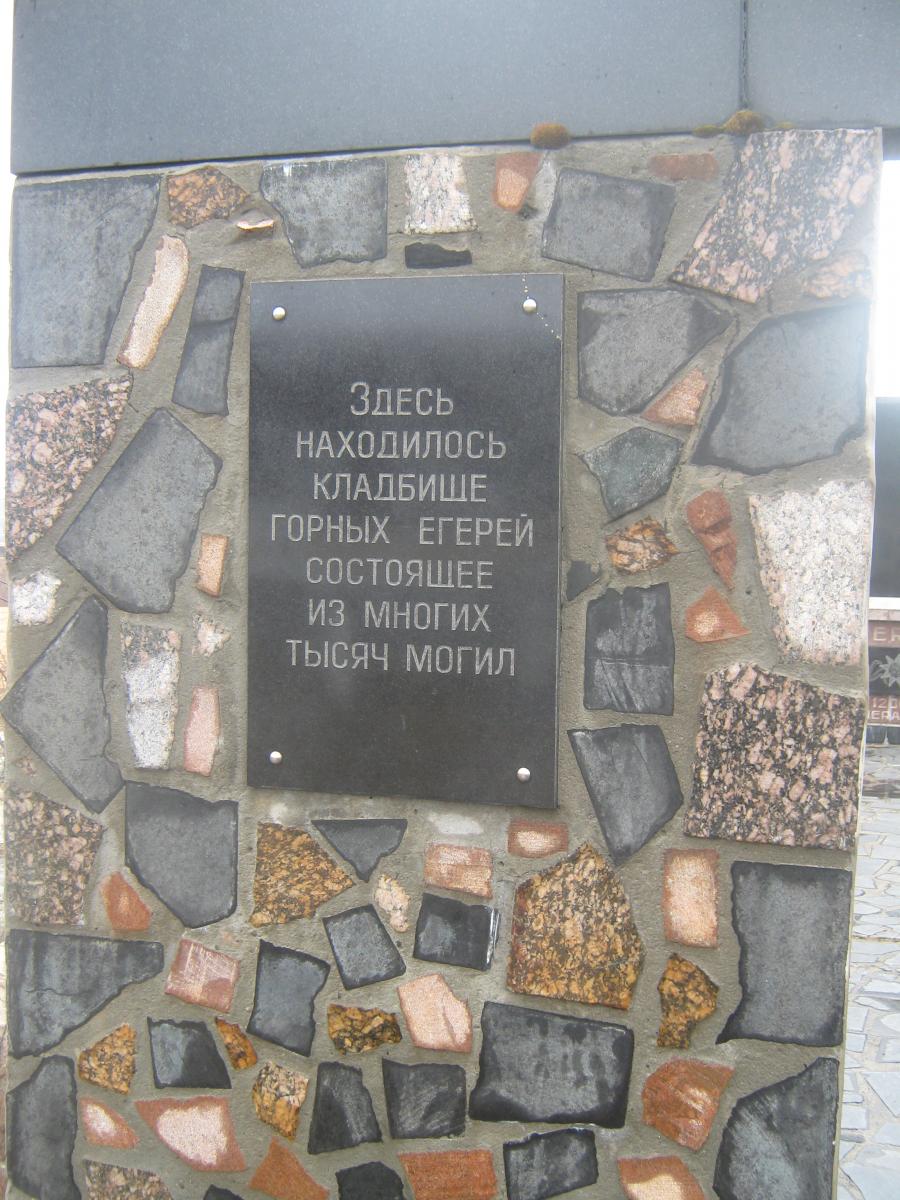 Здесь
находилось
кладбище
горных егерей
состоящее
из многих
тысяч могил